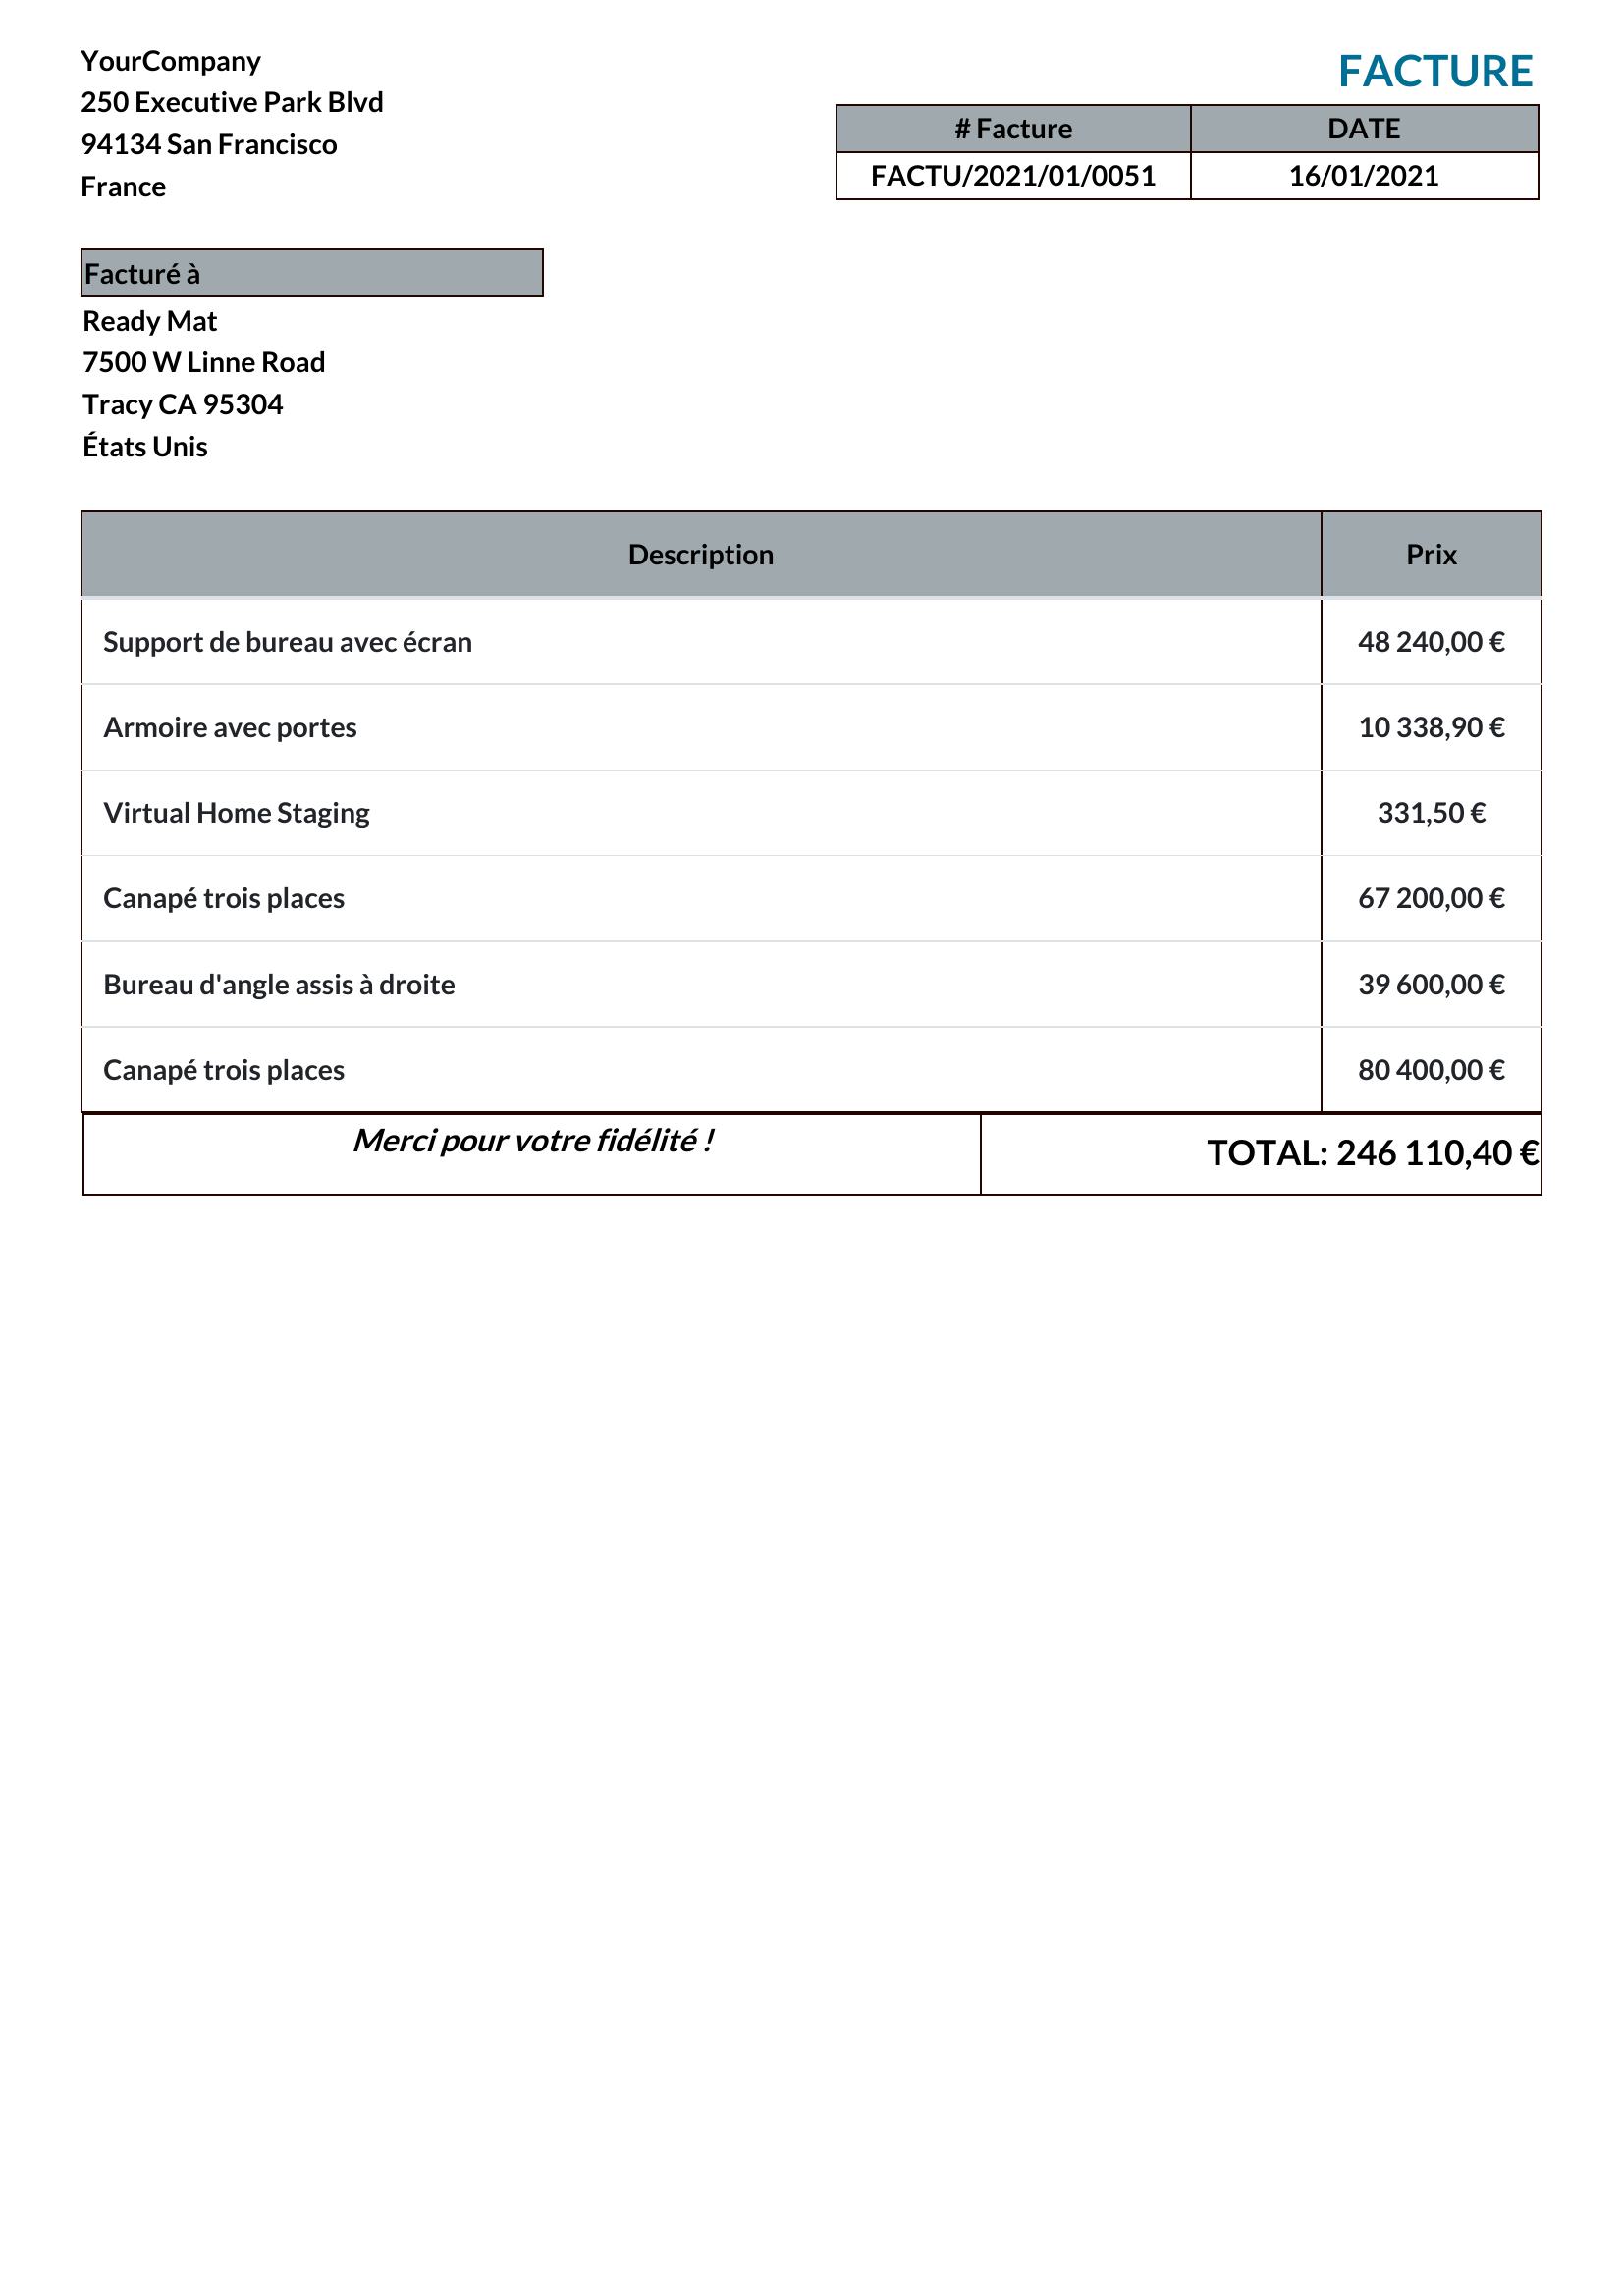 YourCompany
250 Executive Park Blvd
94134 San Francisco
France
FACTURE
# Facture DATE
FACTU/2021/01/0051 16/01/2021
Facturé à
Ready Mat
7500 W Linne Road
Tracy CA 95304
États Unis
Description Prix
Support de bureau avec écran 48 240,00 €
Armoire avec portes 10 338,90 €
Virtual Home Staging 331,50 €
Canapé trois places 67 200,00 €
Bureau d'angle assis à droite 39 600,00 €
Canapé trois places 80 400,00 €
Merci pour votre fidélité ! TOTAL: 246 110,40 €